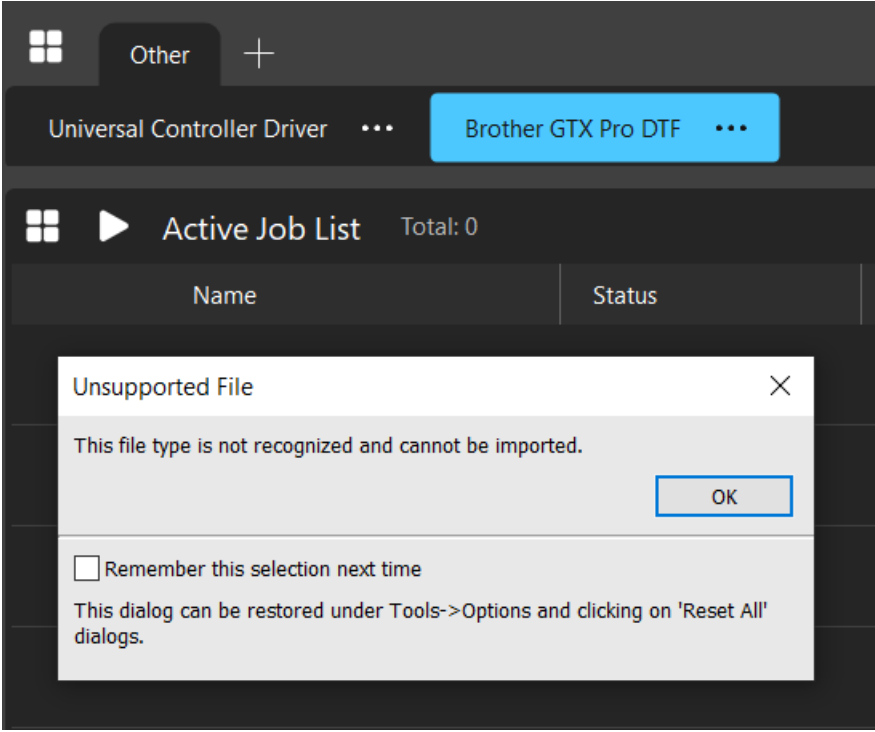 Other
Universal Controller Driver
Brother GTX Pro DTF
Active Job List Total: 0
Name Status
Unsupported File
This file type is not recognized and cannot be imported.
OK
Remember this selection next time
This dialog can be restored under Tools->Options and clicking on 'Reset All'
dialogs.